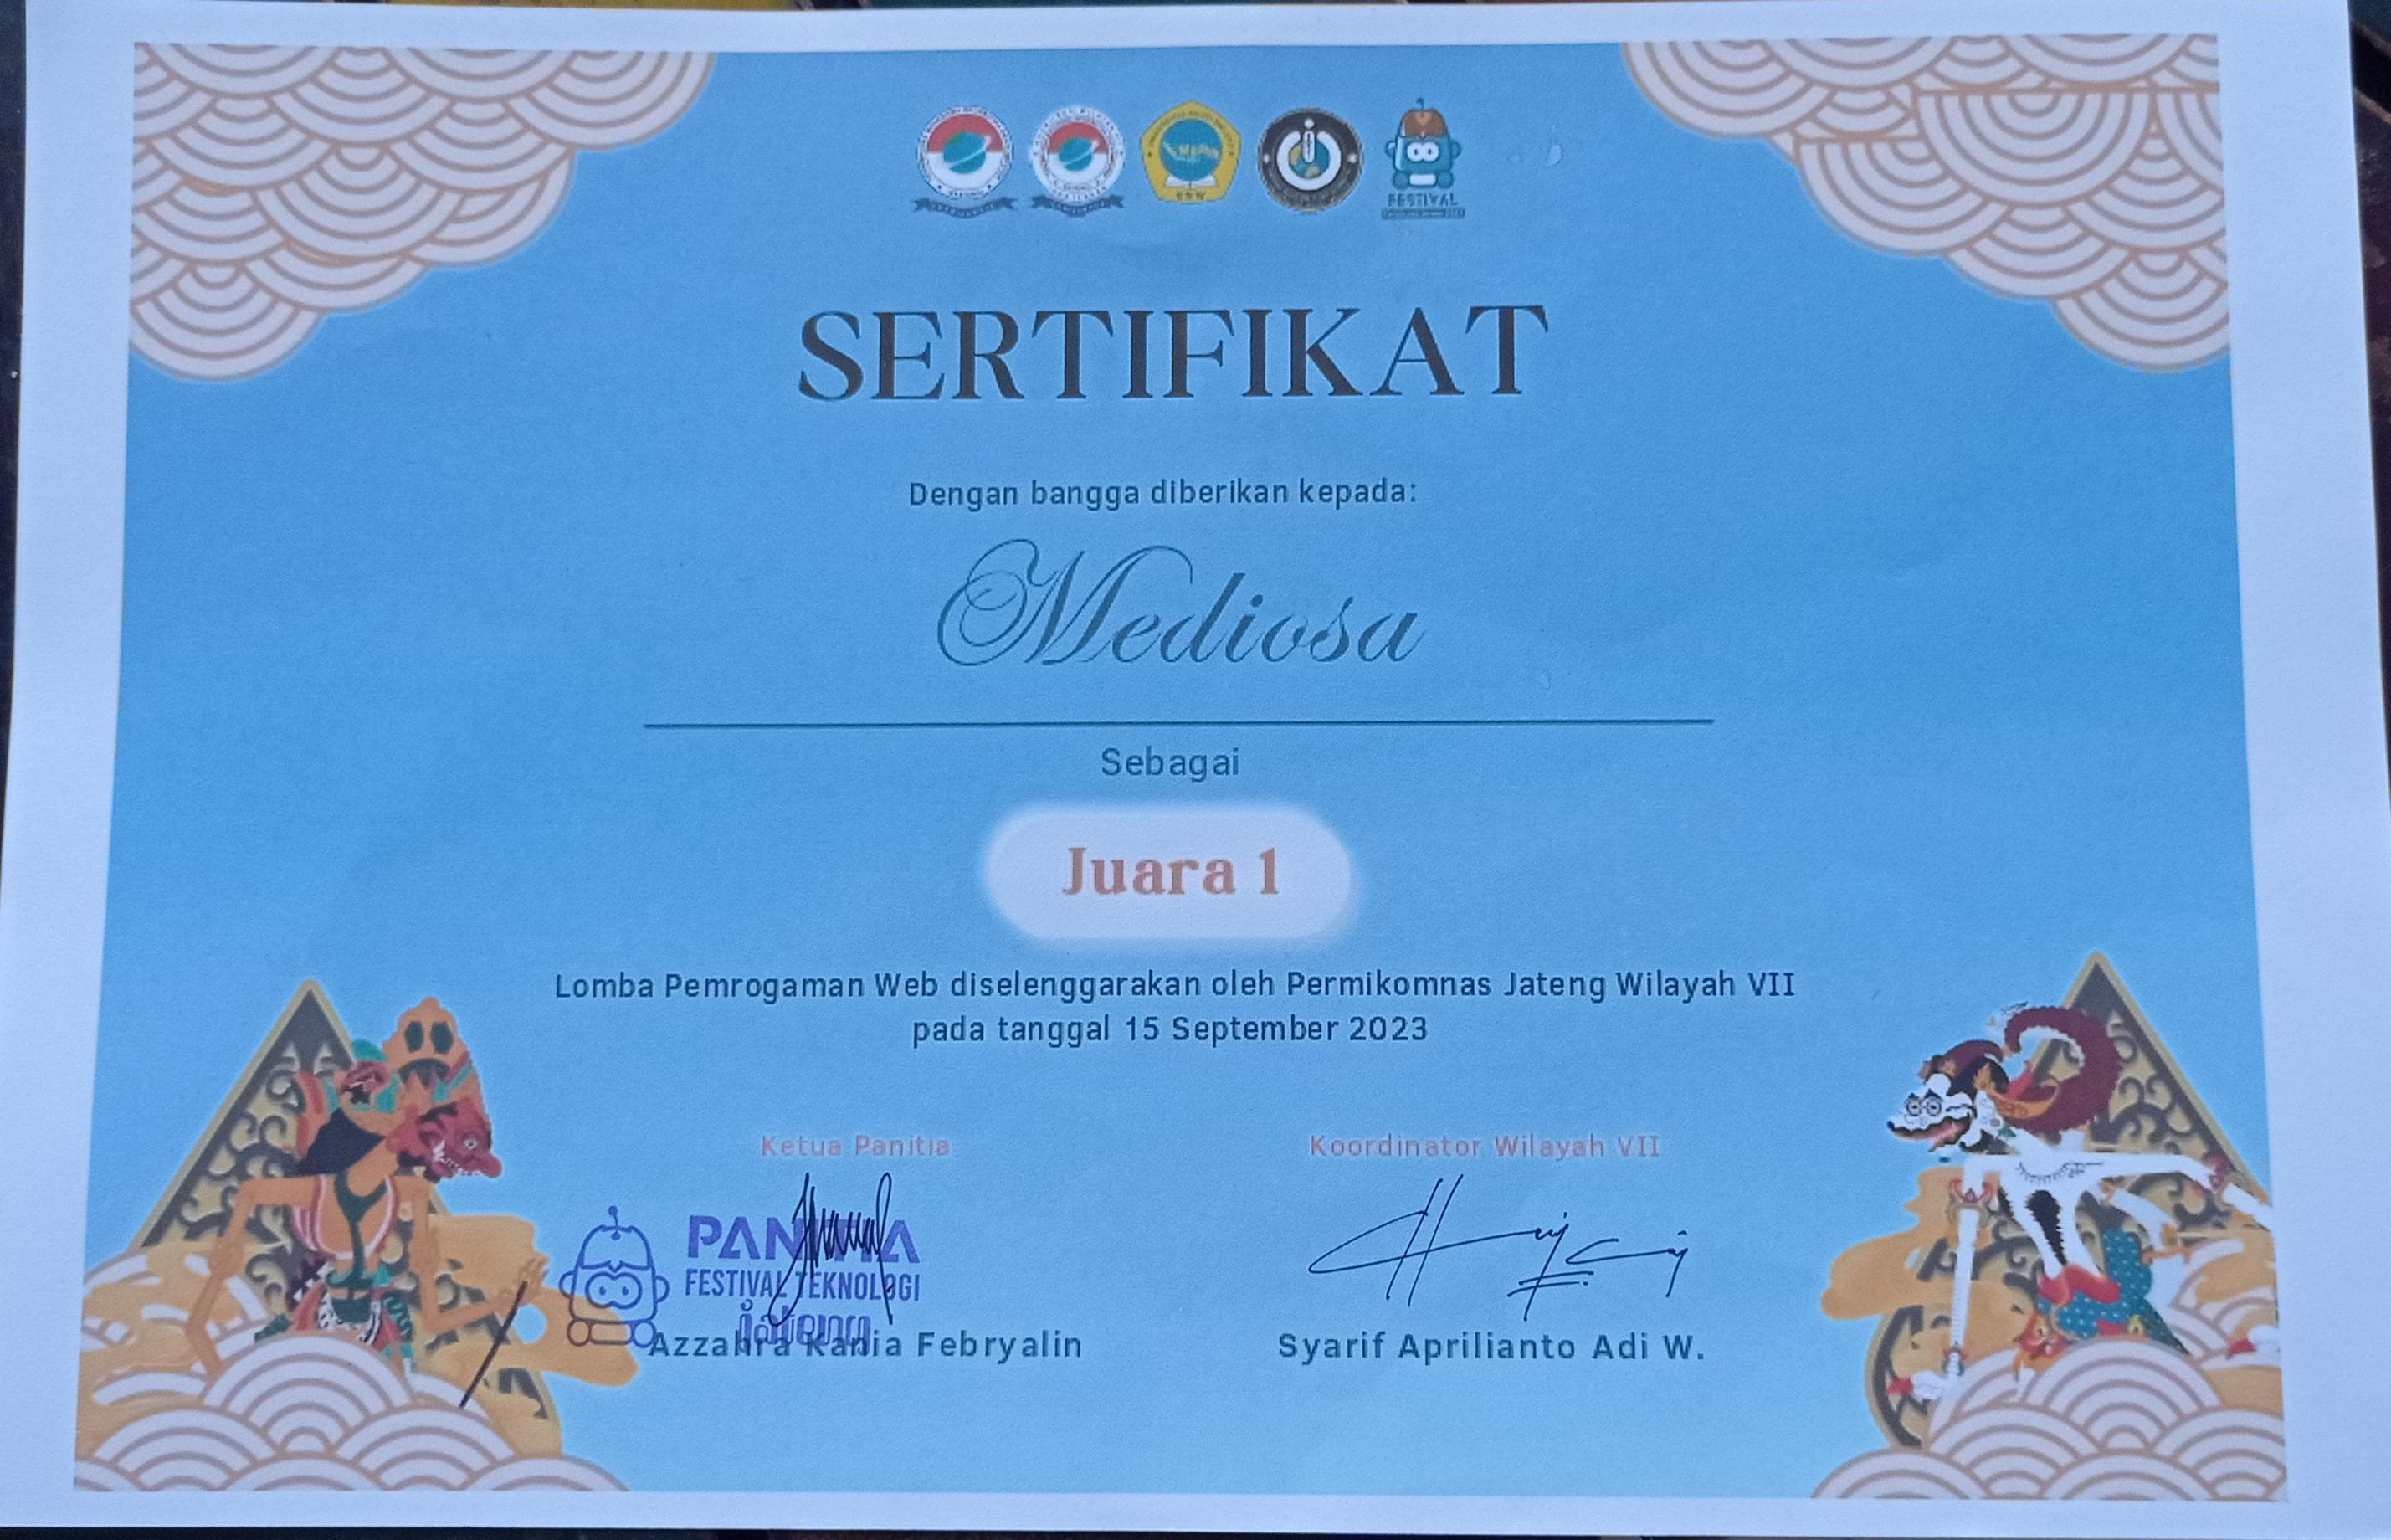 FESTIVAL
SERTIFIKAT
Dengan bangga diberikan kepada:
Mediosa
Sebagai
Juara 1
Lomba Pemrogaman Web diselenggarakan oleh Permikomnas Jateng Wilayah VII
pada tanggal 15 September 2023
Ketua Panitia
Koordinator Wilayah VII
PANITIA
FESTIVAL TEKNOLOGI
jateng
Azzahra Kania Febryalin
Syarif Aprilianto Adi W.